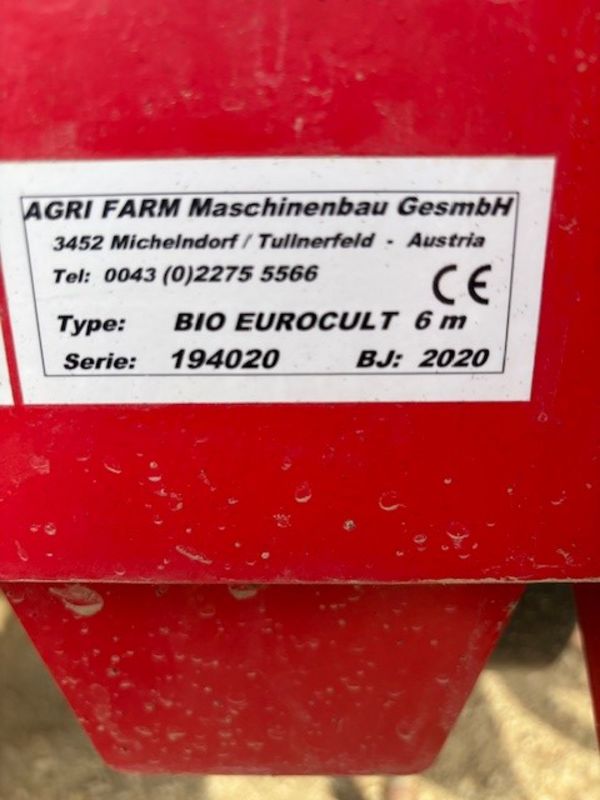 AGRI FARM Maschinenbau GesmbH
3452 Michelndorf / Tullnerfeld - Austria
Tel: 0043 (0)2275 5566
CE
Type: BIO EUROCULT 6 m
Serie: 194020 BJ: 2020